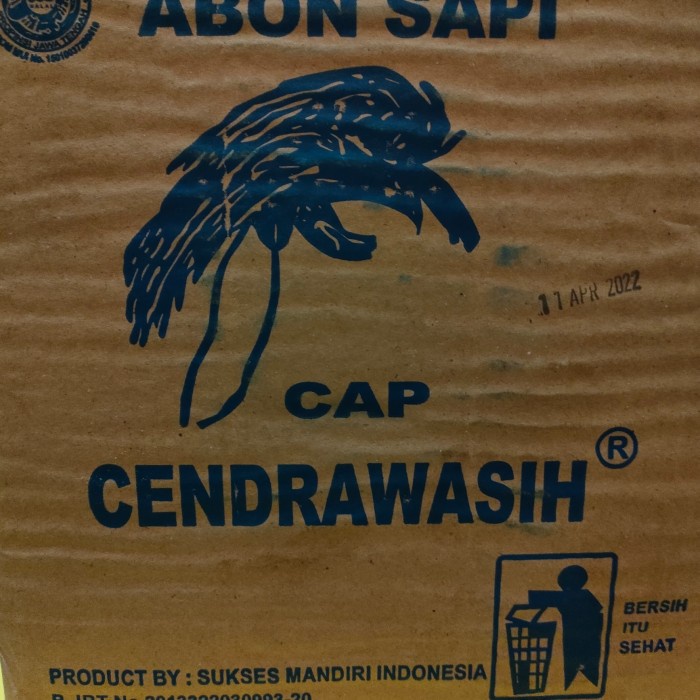 ABON SAPI
11 APR 2022
CAP
CENDRAWASIH®
BERSIH
ITU
SEHAT
PRODUCT BY : SUKSES MANDIRI INDONESIA